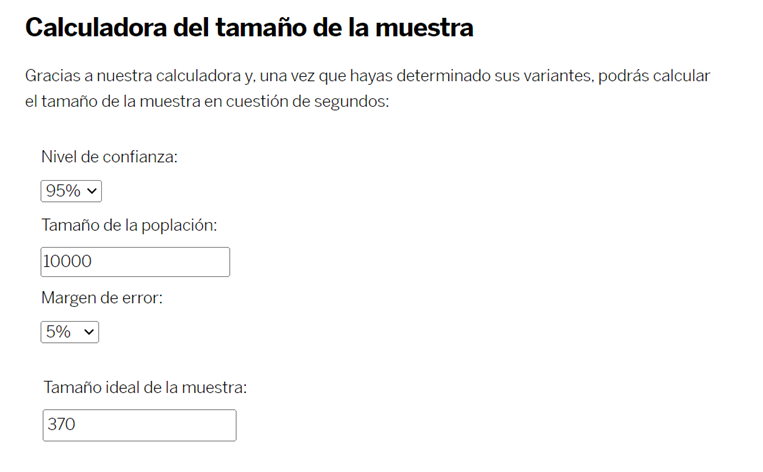 Calculadora del tamaño de la muestra
Gracias a nuestra calculadora y, una vez que hayas determinado sus variantes, podrás calcular
el tamaño de la muestra en cuestión de segundos:
Nivel de confianza:
95%
Tamaño de la poplación:
10000
Margen de error:
5%
Tamaño ideal de la muestra:
370